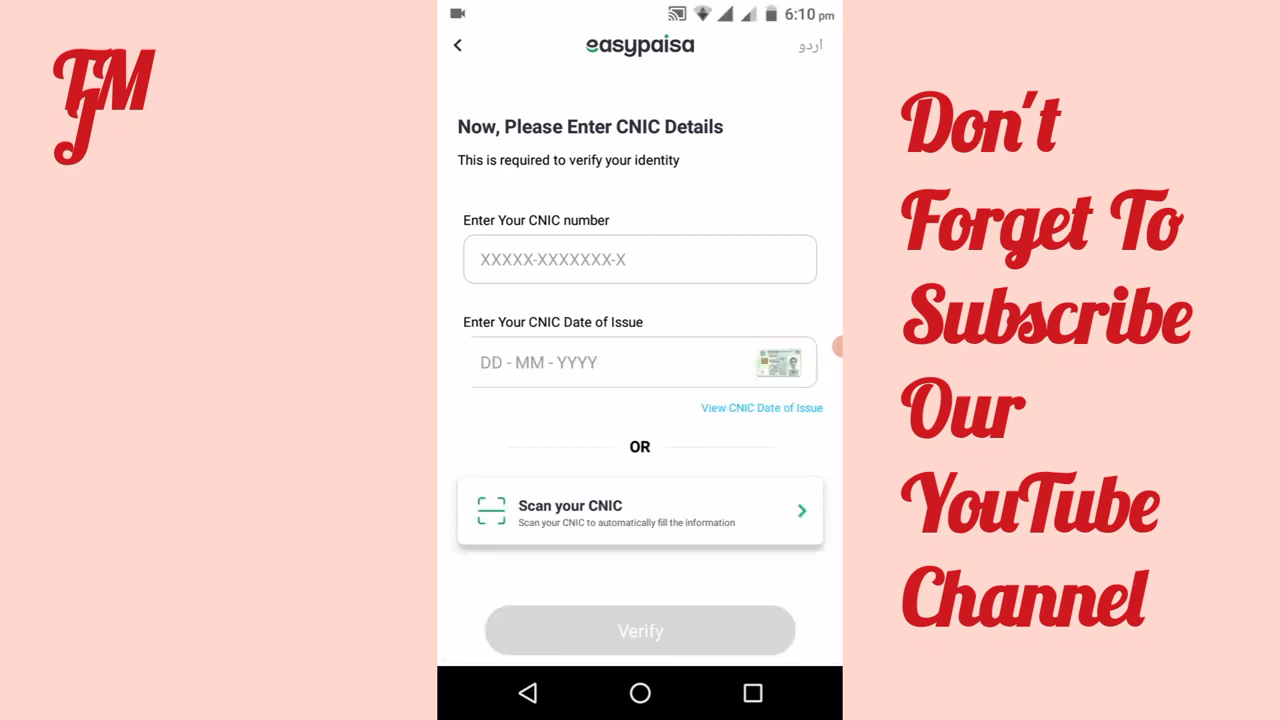 TM
J
6:10 pm
easypaisa
اردو
Now, Please Enter CNIC Details
This is required to verify your identity
Enter Your CNIC number
XXXXX-XXXXXXX-X
Enter Your CNIC Date of Issue
DD - MM - YYYY
View CNIC Date of Issue
OR
Scan your CNIC
Scan your CNIC to automatically fill the information
Verify
Don't
Forget To
Subscribe
Our
YouTube
Channel